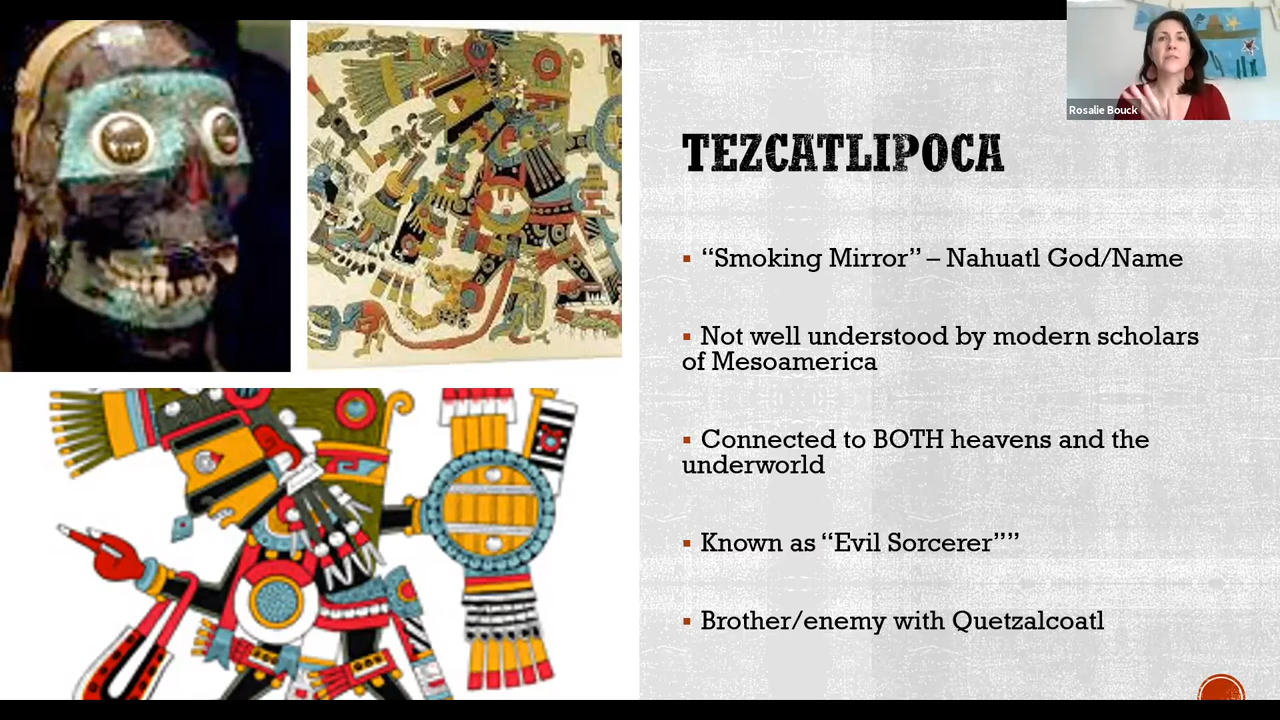 Rosalie Bouck
TEZCATLIPOCA
▪ “Smoking Mirror” – Nahuatl God/Name
▪ Not well understood by modern scholars
of Mesoamerica
▪ Connected to BOTH heavens and the
underworld
▪ Known as “Evil Sorcerer””
▪ Brother/enemy with Quetzalcoatl